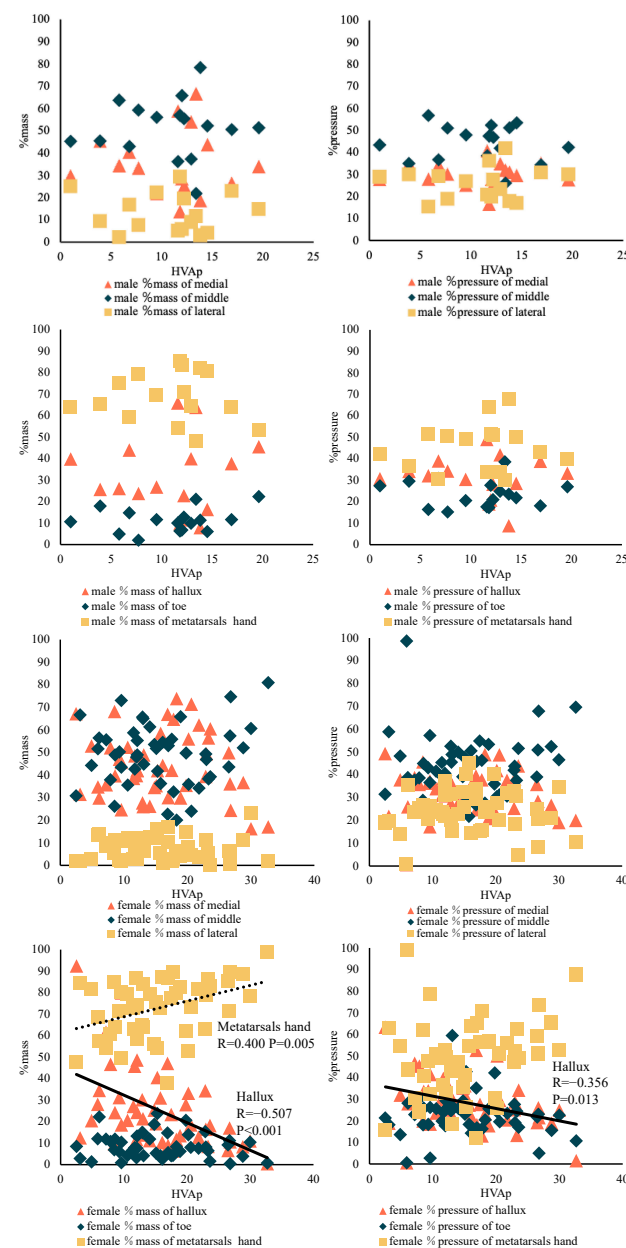 100
90
80
70
60
50
40
30
20
10
0
%mass
0 5 10 15 20 25
HVAp
male %mass of medial
male %mass of middle
male %mass of lateral
100
90
80
70
60
50
40
30
20
10
0
%pressure
0 5 10 15 20 25
HVAp
male %pressure of medial
male %pressure of middle
male %pressure of lateral
100
90
80
70
60
50
40
30
20
10
0
%mass
0 5 10 15 20 25
HVAp
male % mass of hallux
male % mass of toe
male % mass of metatarsals hand
100
90
80
70
60
50
40
30
20
10
0
%pressure
0 5 10 15 20 25
HVAp
male % pressure of hallux
male % pressure of toe
male % pressure of metatarsals hand
100
90
80
70
60
50
40
30
20
10
0
%mass
0 10 20 30 40
HVAp
female % mass of medial
female % mass of middle
female % mass of lateral
100
90
80
70
60
50
40
30
20
10
0
%pressure
0 10 20 30 40
HVAp
female % pressure of medial
female % pressure of middle
female % pressure of lateral
100
90
80
70
60
50
40
30
20
10
0
%mass
Metatarsals hand
R=0.400 P=0.005
Hallux
R=−0.507
P<0.001
0 10 20 30 40
HVAp
female % mass of hallux
female % mass of toe
female % mass of metatarsals hand
100
90
80
70
60
50
40
30
20
10
0
%pressure
Hallux
R=−0.356
P=0.013
0 10 20 30 40
HVAp
female % pressure of hallux
female % pressure of toe
female % pressure of metatarsals hand